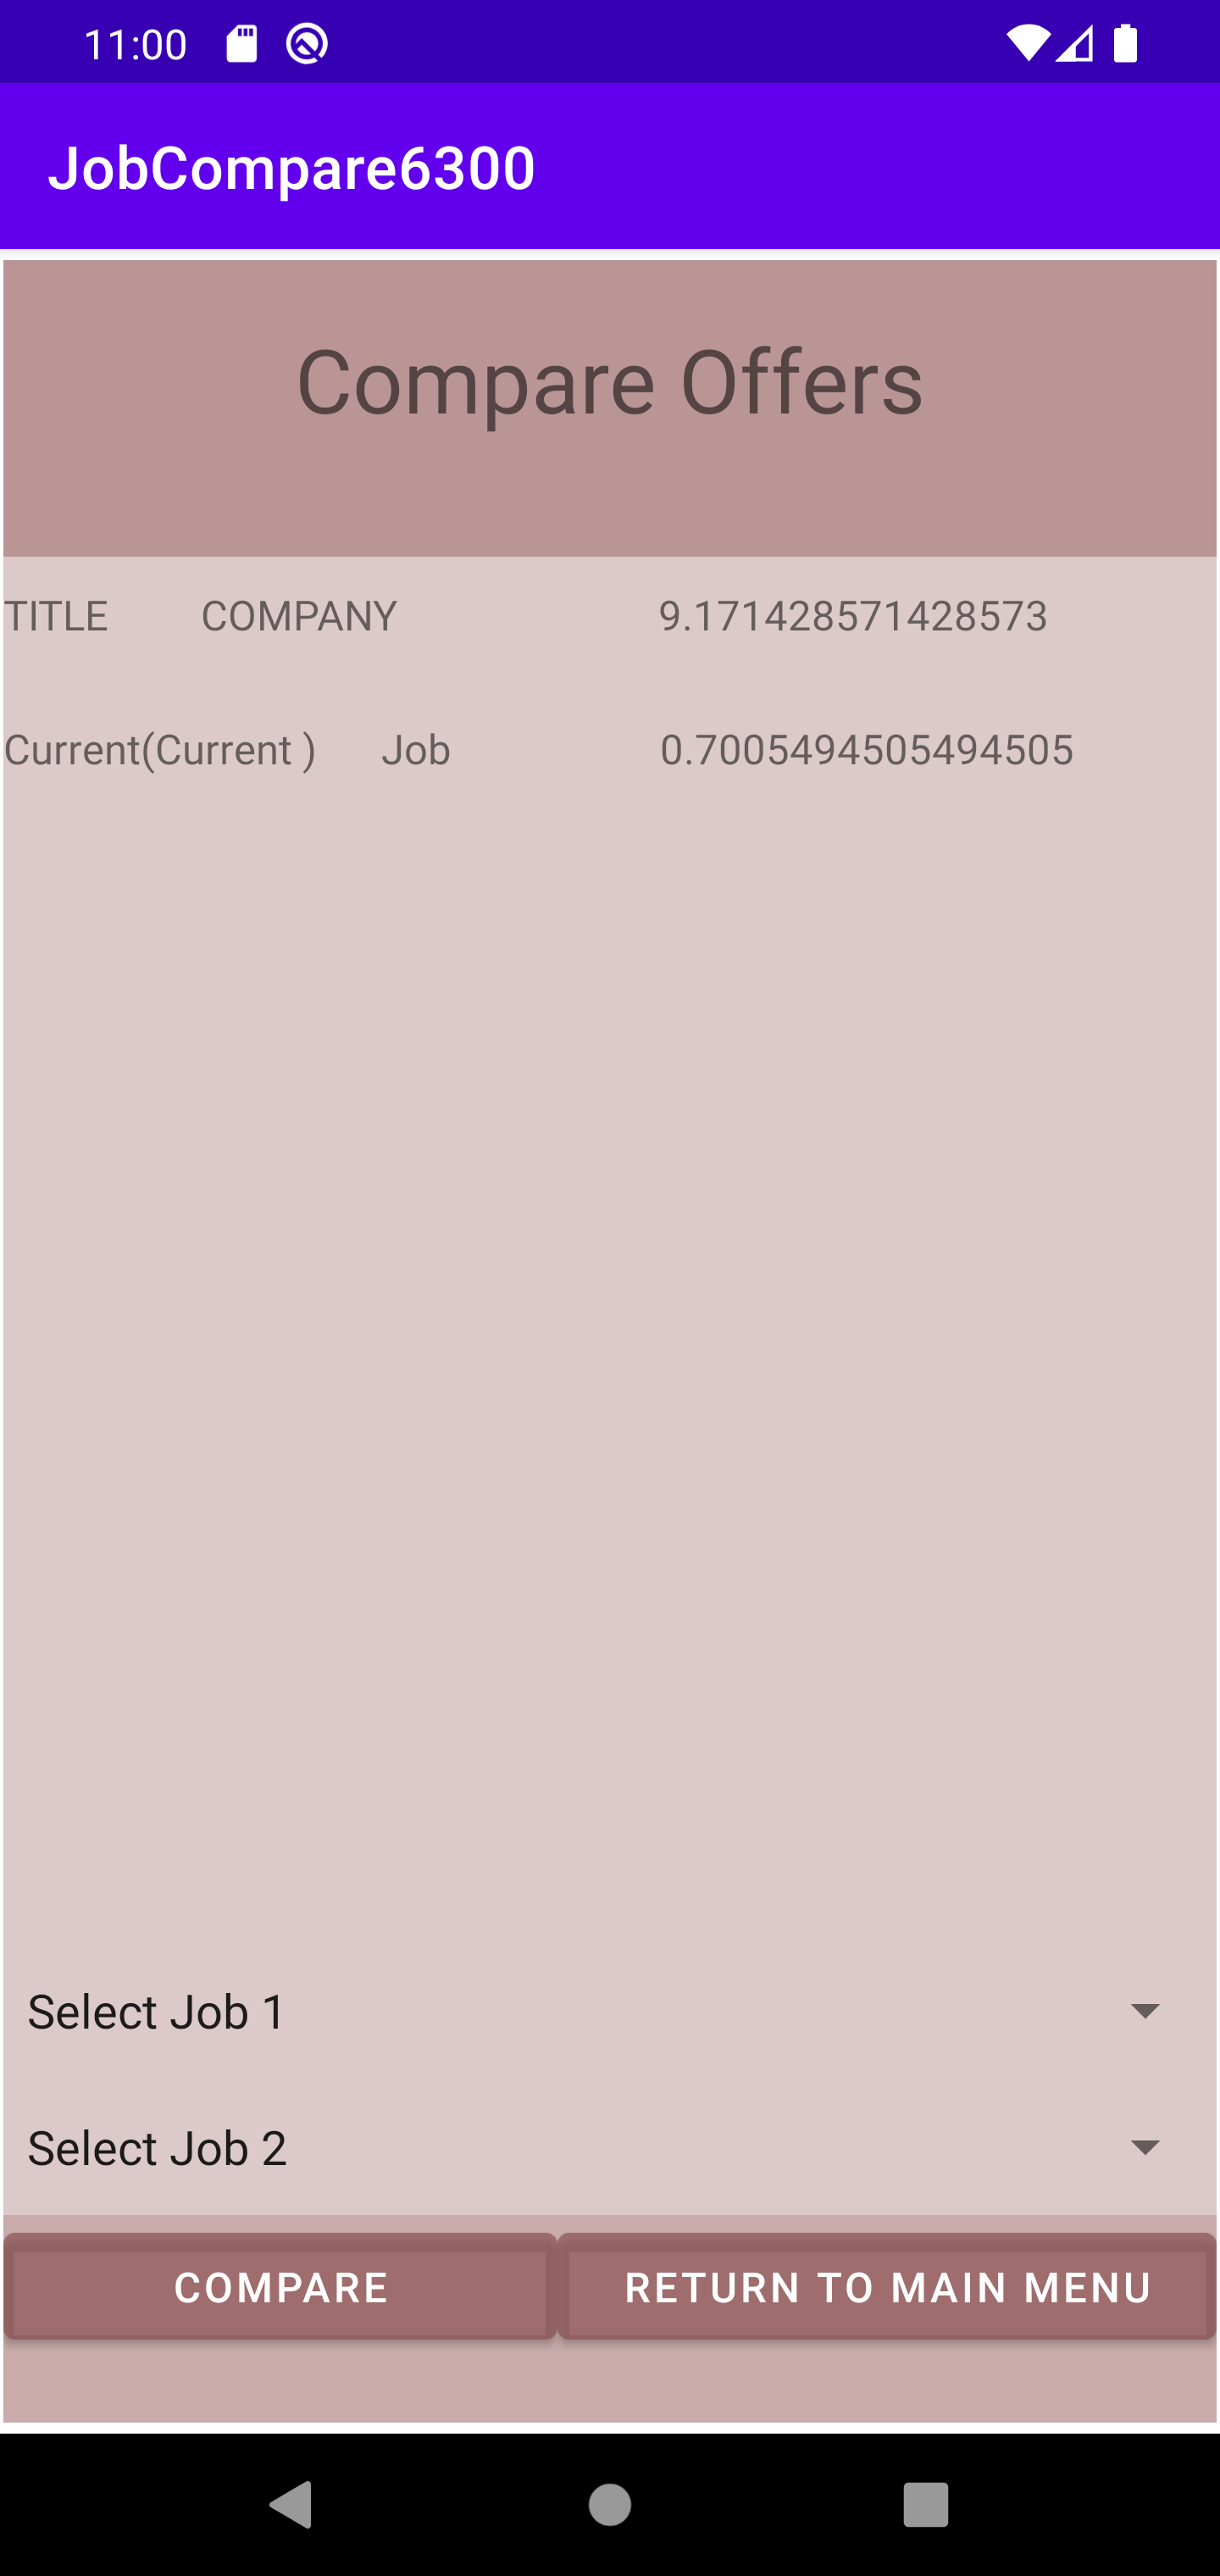 11:00
JobCompare6300
Compare Offers
TITLE COMPANY 9.171428571428573
Current(Current ) Job 0.7005494505494505
Select Job 1
Select Job 2
COMPARE RETURN TO MAIN MENU